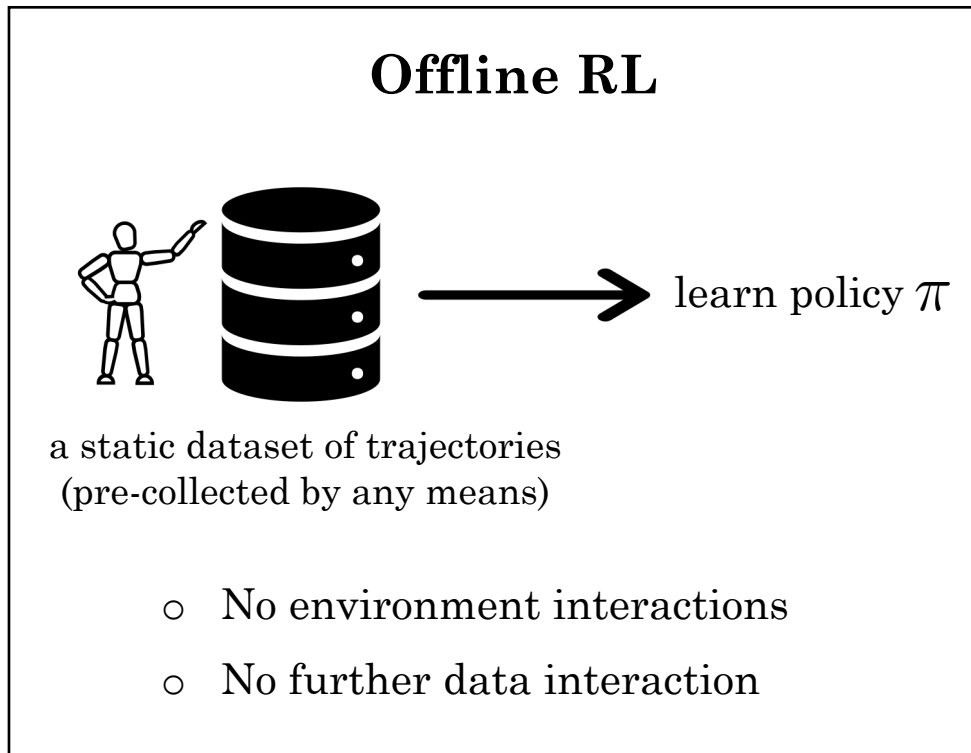 Offline RL
learn policy π
a static dataset of trajectories
(pre-collected by any means)
○ No environment interactions
○ No further data interaction